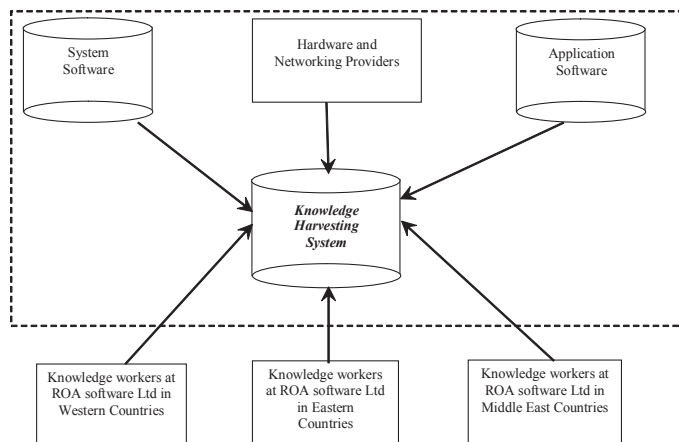 System
Software
Hardware and
Networking Providers
Application
Software
Knowledge
Harvesting
System
Knowledge workers at
ROA software Ltd in
Western Countries
Knowledge workers
at ROA software Ltd
in Eastern
Countries
Knowledge workers at
ROA software Ltd in
Middle East Countries